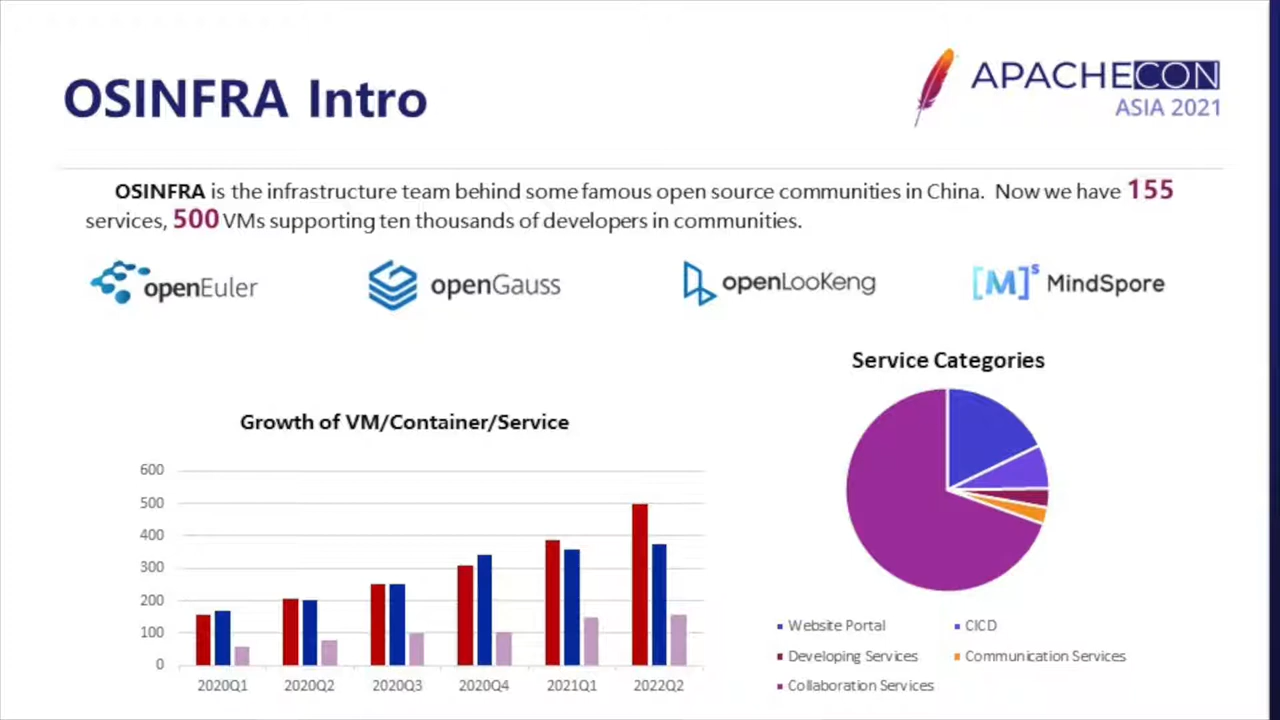 OSINFRA Intro
APACHECON
ASIA 2021
OSINFRA is the infrastructure team behind some famous open source communities in China. Now we have 155
services, 500 VMs supporting ten thousands of developers in communities.
openEuler
openGauss
openLooKeng
[M]s MindSpore
Service Categories
Growth of VM/Container/Service
600
500
400
300
200
100
0
2020Q1 2020Q2 2020Q3 2020Q4 2021Q1 2022Q2
Website Portal CICD
Developing Services Communication Services
Collaboration Services